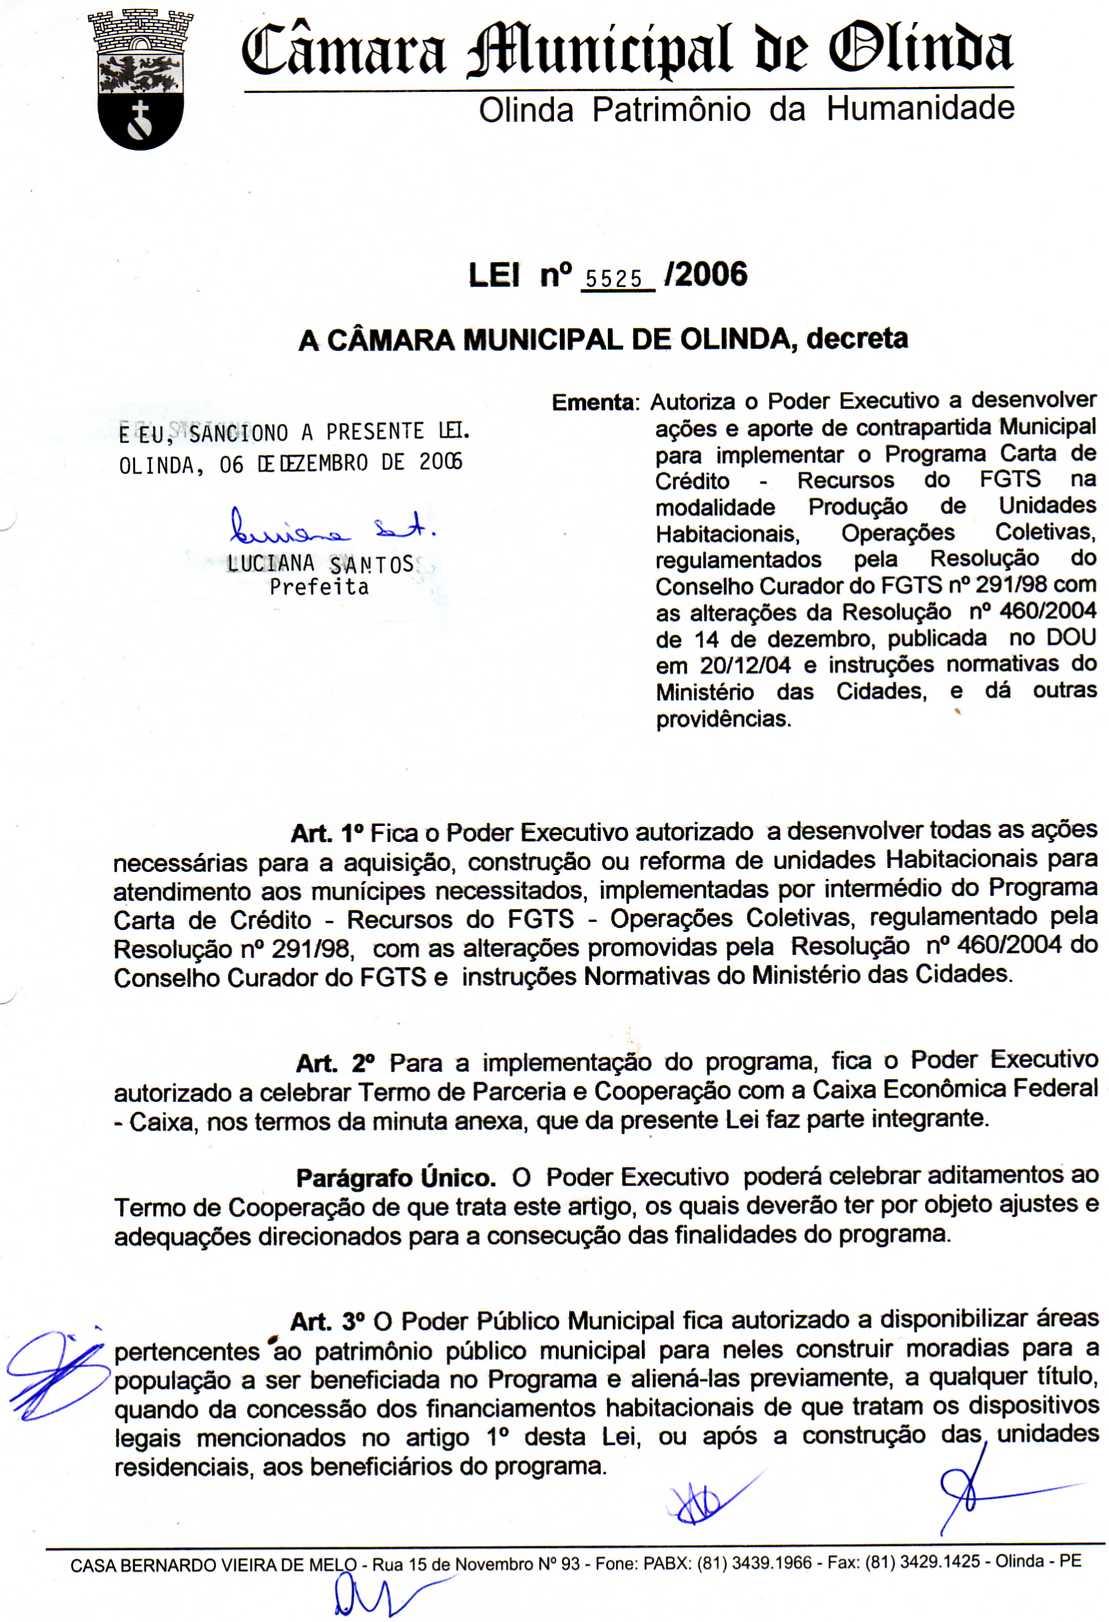 Câmara Municipal de Olinda
Olinda Patrimônio da Humanidade
LEI nº 5525 /2006
A CÂMARA MUNICIPAL DE OLINDA, decreta
E EU, SANCIONO A PRESENTE LEI.
OLINDA, 06 DE DEZEMBRO DE 2006
LUCIANA SANTOS
Prefeita
Ementa: Autoriza o Poder Executivo a desenvolver
ações e aporte de contrapartida Municipal
para implementar o Programa Carta de
Crédito - Recursos do FGTS na
modalidade Produção de Unidades
Habitacionais, Operações Coletivas,
regulamentados pela Resolução do
Conselho Curador do FGTS nº 291/98 com
as alterações da Resolução nº 460/2004
de 14 de dezembro, publicada no DOU
em 20/12/04 e instruções normativas do
Ministério das Cidades, e dá outras
providências.
Art. 1º Fica o Poder Executivo autorizado a desenvolver todas as ações
necessárias para a aquisição, construção ou reforma de unidades Habitacionais para
atendimento aos munícipes necessitados, implementadas por intermédio do Programa
Carta de Crédito - Recursos do FGTS - Operações Coletivas, regulamentado pela
Resolução nº 291/98, com as alterações promovidas pela Resolução nº 460/2004 do
Conselho Curador do FGTS e instruções Normativas do Ministério das Cidades.
Art. 2º Para a implementação do programa, fica o Poder Executivo
autorizado a celebrar Termo de Parceria e Cooperação com a Caixa Econômica Federal
- Caixa, nos termos da minuta anexa, que da presente Lei faz parte integrante.
Parágrafo Único. O Poder Executivo poderá celebrar aditamentos ao
Termo de Cooperação de que trata este artigo, os quais deverão ter por objeto ajustes e
adequações direcionados para a consecução das finalidades do programa.
Art. 3º O Poder Público Municipal fica autorizado a disponibilizar áreas
pertencentes ao patrimônio público municipal para neles construir moradias para a
população a ser beneficiada no Programa e aliená-las previamente, a qualquer título,
quando da concessão dos financiamentos habitacionais de que tratam os dispositivos
legais mencionados no artigo 1º desta Lei, ou após a construção das unidades
residenciais, aos beneficiários do programa.
CASA BERNARDO VIEIRA DE MELO - Rua 15 de Novembro Nº 93 - Fone: PABX: (81) 3439.1966 - Fax: (81) 3429.1425 - Olinda - PE